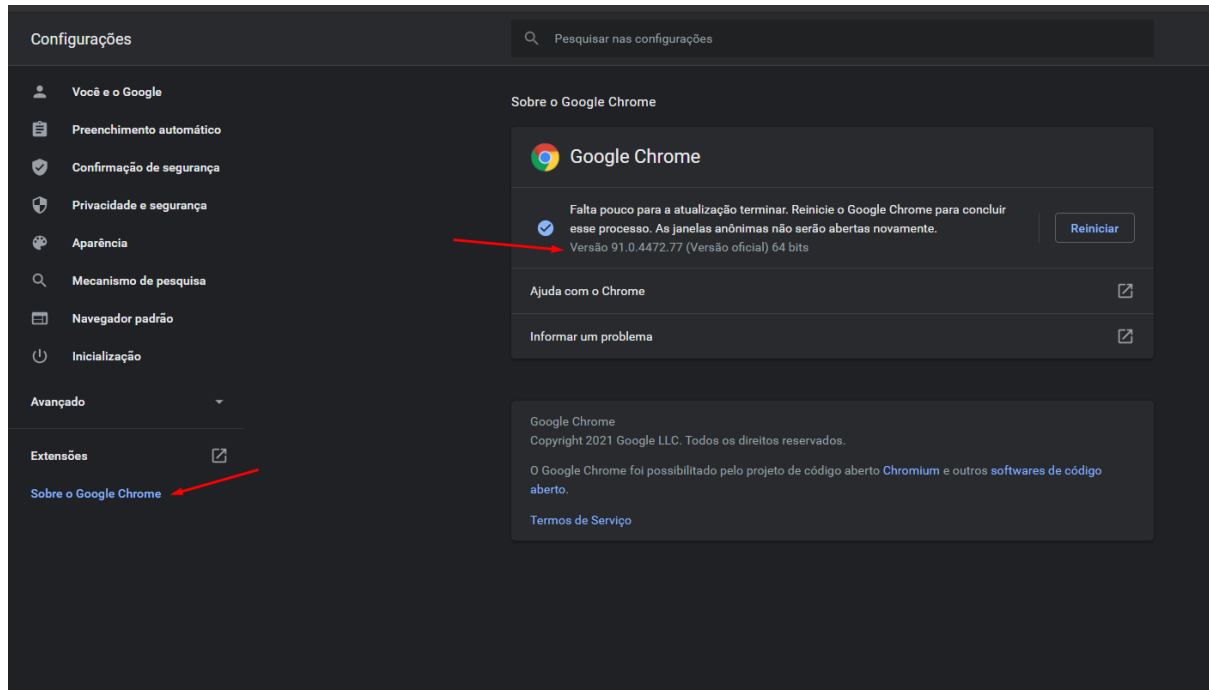 Configurações
Pesquisar nas configurações
Você e o Google
Preenchimento automático
Confirmação de segurança
Privacidade e segurança
Aparência
Mecanismo de pesquisa
Navegador padrão
Inicialização
Avançado
Extensões
Sobre o Google Chrome
Sobre o Google Chrome
Google Chrome
Falta pouco para a atualização terminar. Reinicie o Google Chrome para concluir
esse processo. As janelas anônimas não serão abertas novamente.
Versão 91.0.4472.77 (Versão oficial) 64 bits
Reiniciar
Ajuda com o Chrome
Informar um problema
Google Chrome
Copyright 2021 Google LLC. Todos os direitos reservados.
O Google Chrome foi possibilitado pelo projeto de código aberto Chromium e outros softwares de código
aberto.
Termos de Serviço